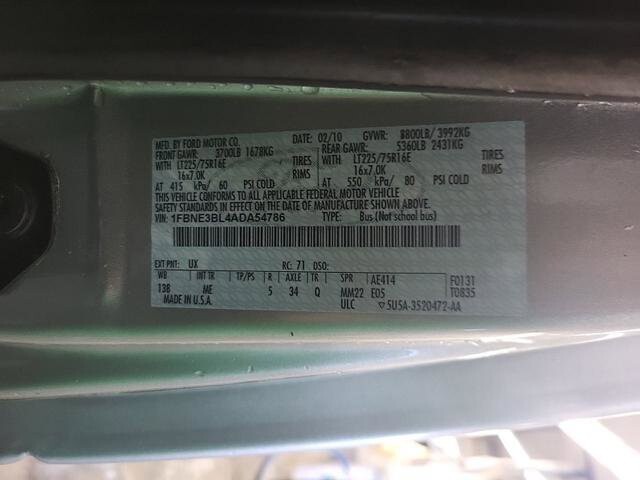 MFD. BY FORD MOTOR CO. DATE: 02/10 GVWR: 8800LB/ 3992KG
FRONT GAWR: 3700LB 1678KG REAR GAWR: 5360LB 2431KG
WITH LT225/75R16E TIRES WITH LT225/75R16E TIRES
16x7.0K RIMS 16x7.0K RIMS
AT 415 kPa/ 60 PSI COLD AT 550 kPa/ 80 PSI COLD
THIS VEHICLE CONFORMS TO ALL APPLICABLE FEDERAL MOTOR VEHICLE
SAFETY STANDARDS IN EFFECT ON THE DATE OF MANUFACTURE SHOWN ABOVE.
VIN: 1FBNE3BL4ADA54786 TYPE: Bus (Not school bus)
EXT PNT: UX RC: 71 DSO:
WB INT TR TP/PS R AXLE TR SPR AE414 F0131
138 ME 5 34 Q MM22 E05 T0835
MADE IN U.S.A. ULC ▽5U5A-3520472-AA